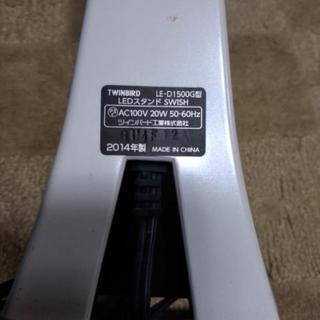 TWINBIRD LE-D1500G型
LEDスタンド SWISH
AC100V 20W 50-60Hz
ツインバード工業株式会社
2014年製 MADE IN CHINA